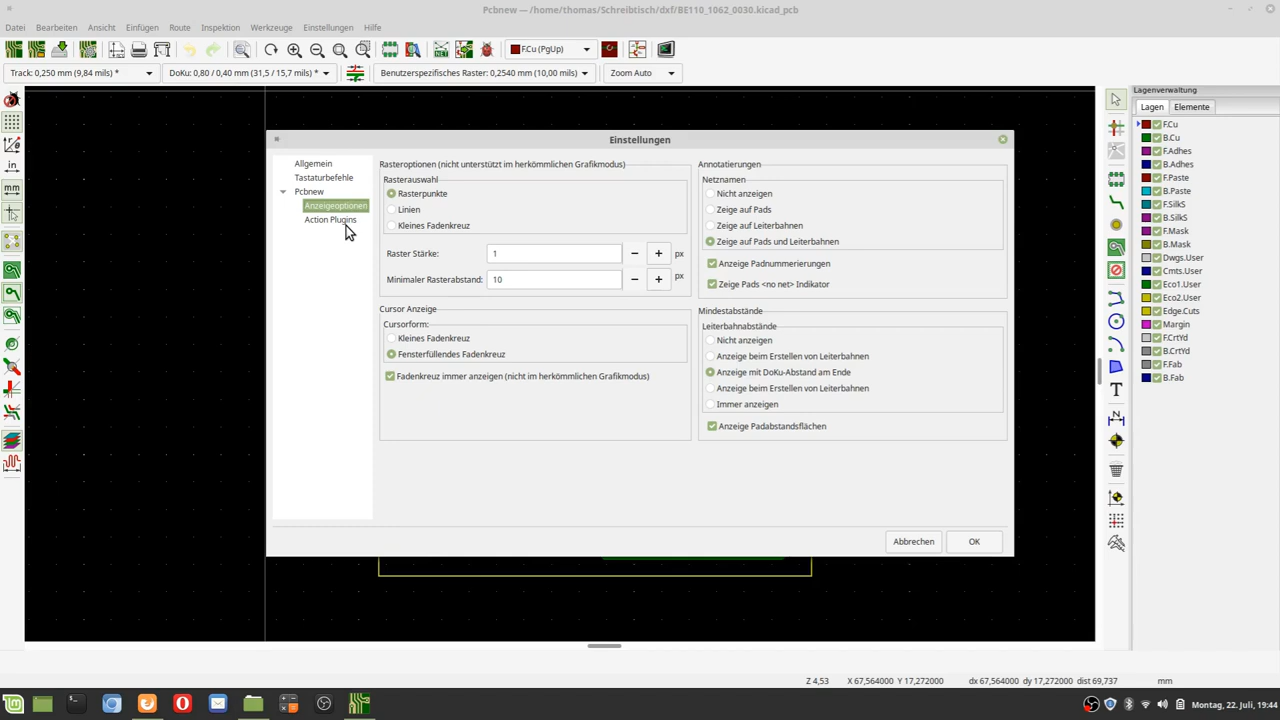 Pcbnew — /home/thomas/Schreibtisch/dxf/BE110_1062_0030.kicad_pcb
Datei Bearbeiten Ansicht Einfügen Route Inspektion Werkzeuge Einstellungen Hilfe
F.Cu (PgUp)
Track: 0,250 mm (9,84 mils) * DoKu: 0,80 / 0,40 mm (31,5 / 15,7 mils) * Benutzerspezifisches Raster: 0,2540 mm (10,00 mils) Zoom Auto
in
mm
Einstellungen
Allgemein
Tastaturbefehle
Pcbnew
Anzeigeoptionen
Action Plugins
Rasteroptionen (nicht unterstützt im herkömmlichen Grafikmodus)
Rasterauswahl
Rasterpunkte
Linien
Kleines Fadenkreuz
Raster Stärke: 1 − + px
Minimaler Rasterabstand: 10 − + px
Cursor Anzeige
Cursorform:
Kleines Fadenkreuz
Fensterfüllendes Fadenkreuz
Fadenkreuz immer anzeigen (nicht im herkömmlichen Grafikmodus)
Annotatierungen
Netznamen
Nicht anzeigen
Zeige auf Pads
Zeige auf Leiterbahnen
Zeige auf Pads und Leiterbahnen
Anzeige Padnummerierungen
Zeige Pads <no net> Indikator
Mindestabstände
Leiterbahnabstände
Nicht anzeigen
Anzeige beim Erstellen von Leiterbahnen
Anzeige mit DoKu-Abstand am Ende
Anzeige beim Erstellen von Leiterbahnen
Immer anzeigen
Anzeige Padabstandsflächen
Abbrechen OK
Lagenverwaltung
Lagen Elemente
F.Cu
B.Cu
F.Adhes
B.Adhes
F.Paste
B.Paste
F.SilkS
B.SilkS
F.Mask
B.Mask
Dwgs.User
Cmts.User
Eco1.User
Eco2.User
Edge.Cuts
Margin
F.CrtYd
B.CrtYd
F.Fab
B.Fab
T
Z 4,53 X 67,564000 Y 17,272000 dx 67,564000 dy 17,272000 dist 69,737 mm
Montag, 22. Juli, 19:44